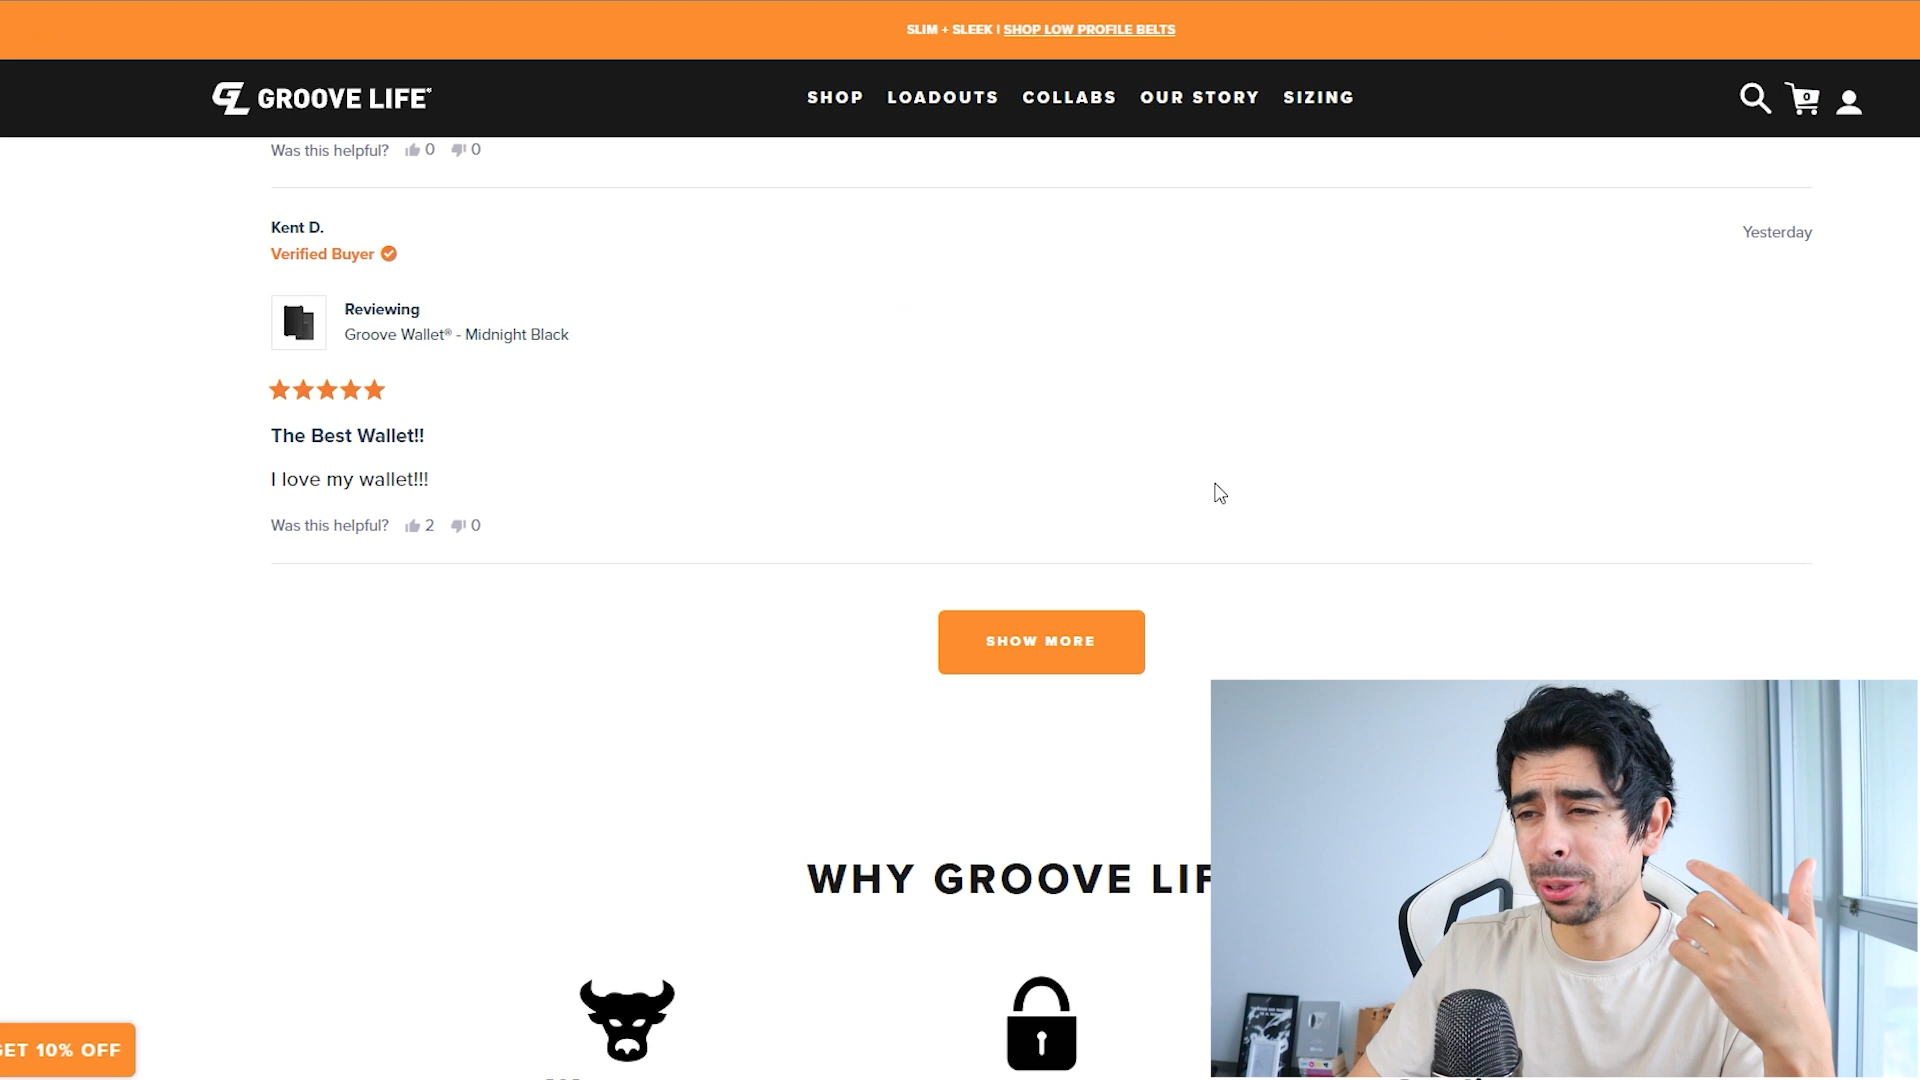 SLIM + SLEEK | SHOP LOW PROFILE BELTS
GROOVE LIFE
SHOP LOADOUTS COLLABS OUR STORY SIZING
0
Was this helpful? 0 0
Kent D.
Yesterday
Verified Buyer
Reviewing
Groove Wallet® - Midnight Black
The Best Wallet!!
I love my wallet!!!
Was this helpful? 2 0
SHOW MORE
WHY GROOVE LIF
GET 10% OFF